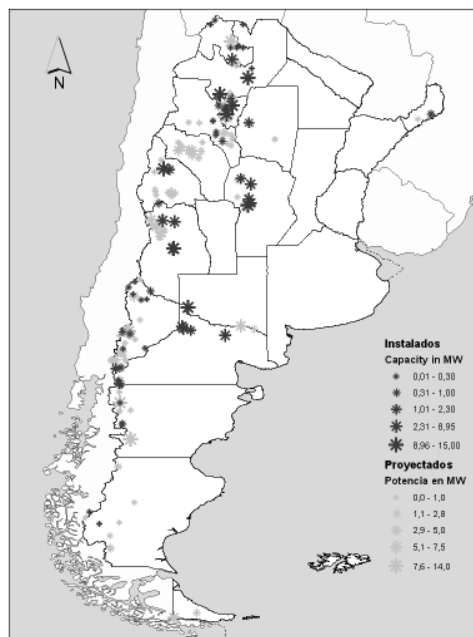 N
Instalados
Capacity in MW
0,01 - 0,30
0,31 - 1,00
1,01 - 2,30
2,31 - 8,95
8,96 - 15,00
Proyectados
Potencia en MW
0,0 - 1,0
1,1 - 2,8
2,9 - 5,0
5,1 - 7,5
7,6 - 14,0